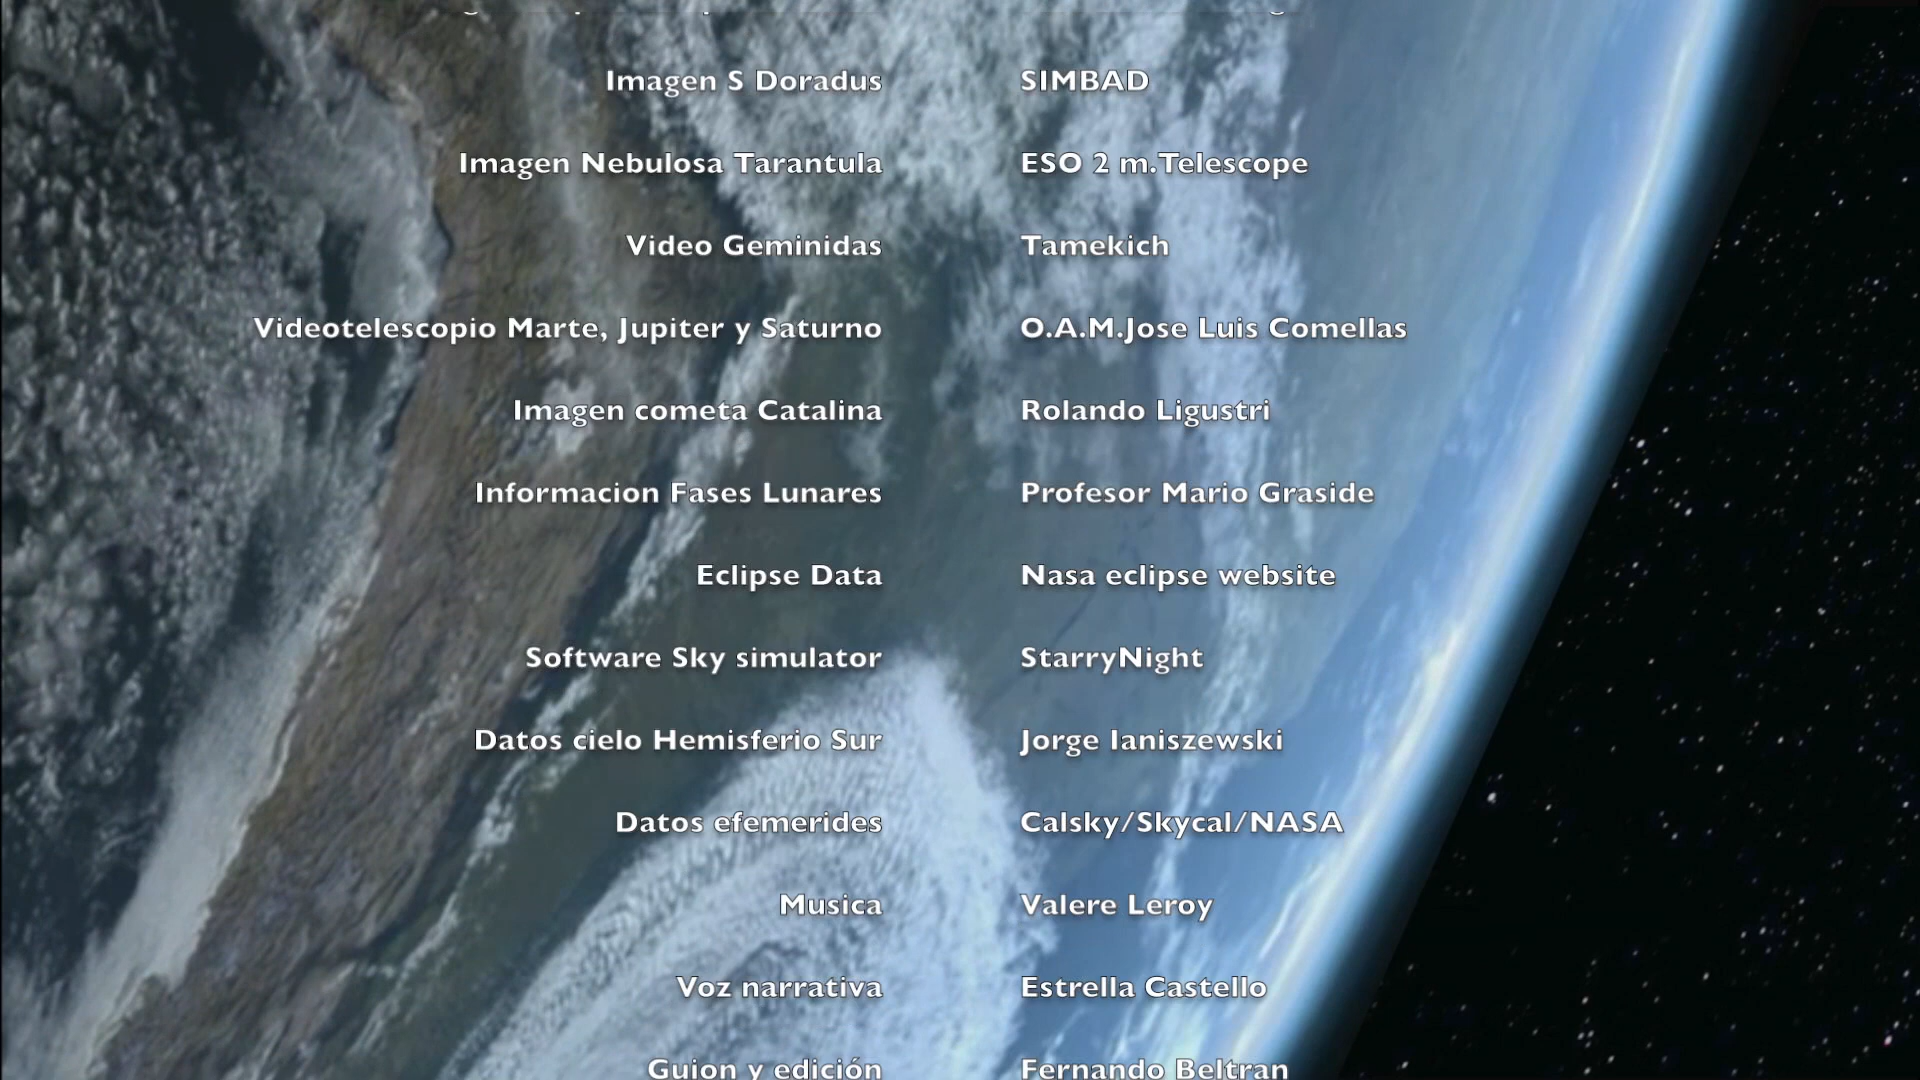 Imagen S Doradus SIMBAD
Imagen Nebulosa Tarantula ESO 2 m.Telescope
Video Geminidas Tamekich
Videotelescopio Marte, Jupiter y Saturno O.A.M.Jose Luis Comellas
Imagen cometa Catalina Rolando Ligustri
Informacion Fases Lunares Profesor Mario Graside
Eclipse Data Nasa eclipse website
Software Sky simulator StarryNight
Datos cielo Hemisferio Sur Jorge Ianiszewski
Datos efemerides Calsky/Skycal/NASA
Musica Valere Leroy
Voz narrativa Estrella Castello
Guion y edición Fernando Beltran